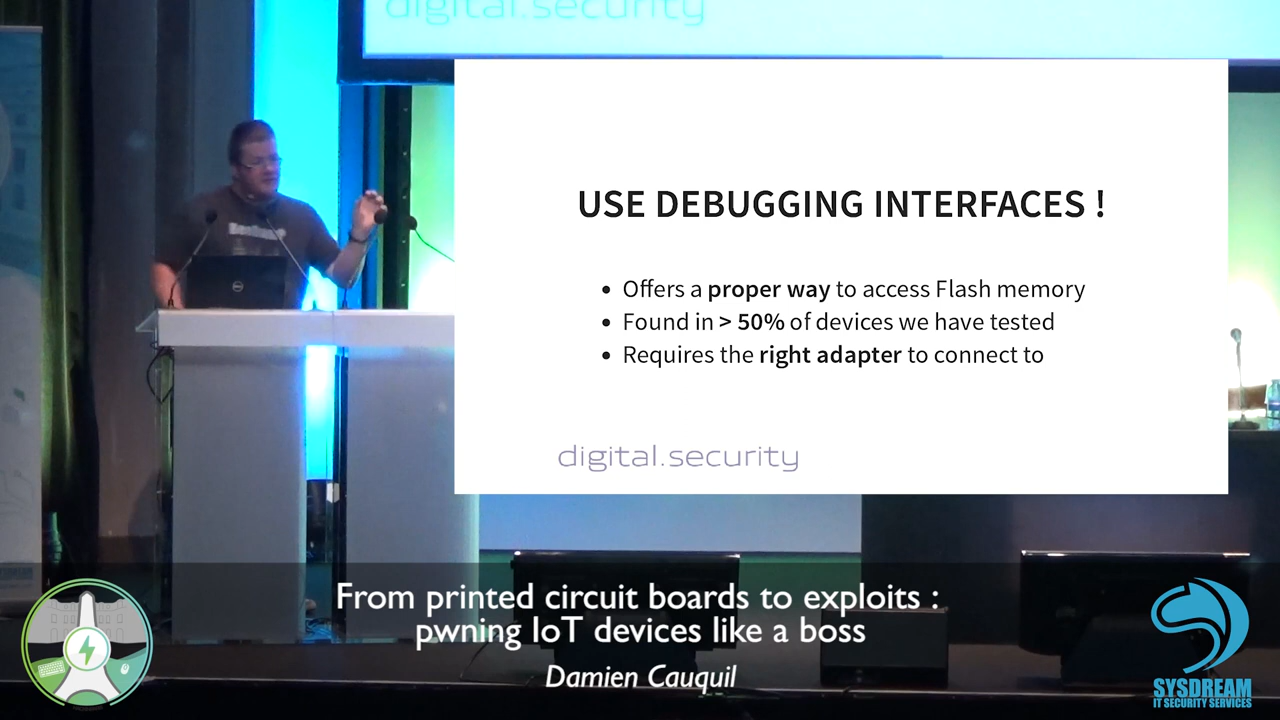 digital.security
USE DEBUGGING INTERFACES !
• Offers a proper way to access Flash memory
• Found in > 50% of devices we have tested
• Requires the right adapter to connect to
digital.security
From printed circuit boards to exploits :
pwning IoT devices like a boss
Damien Cauquil
SYSDREAM
IT SECURITY SERVICES